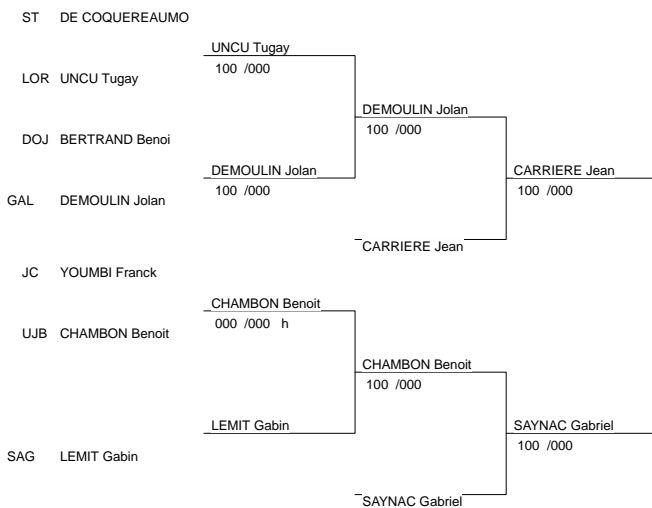 ST DE COQUEREAUMO
UNCU Tugay
100 /000
LOR UNCU Tugay
DEMOULIN Jolan
100 /000
DOJ BERTRAND Benoi
DEMOULIN Jolan
100 /000
CARRIERE Jean
100 /000
GAL DEMOULIN Jolan
CARRIERE Jean
JC YOUMBI Franck
CHAMBON Benoit
000 /000 h
UJB CHAMBON Benoit
CHAMBON Benoit
100 /000
LEMIT Gabin
SAYNAC Gabriel
100 /000
SAG LEMIT Gabin
SAYNAC Gabriel